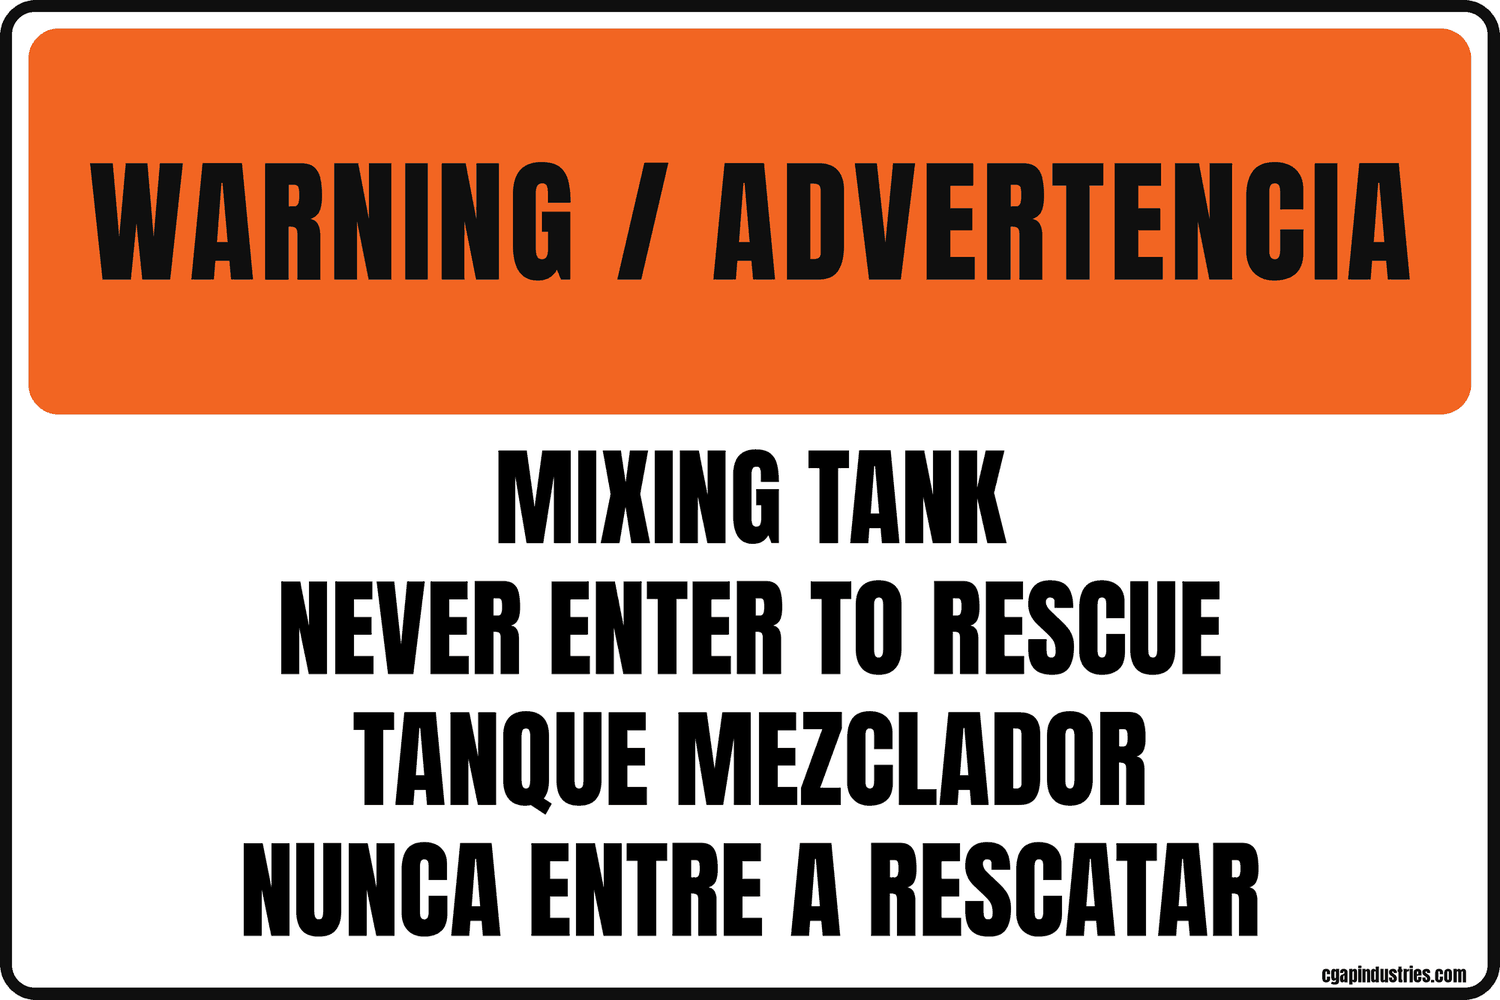 WARNING / ADVERTENCIA
MIXING TANK
NEVER ENTER TO RESCUE
TANQUE MEZCLADOR
NUNCA ENTRE A RESCATAR
cgapindustries.com